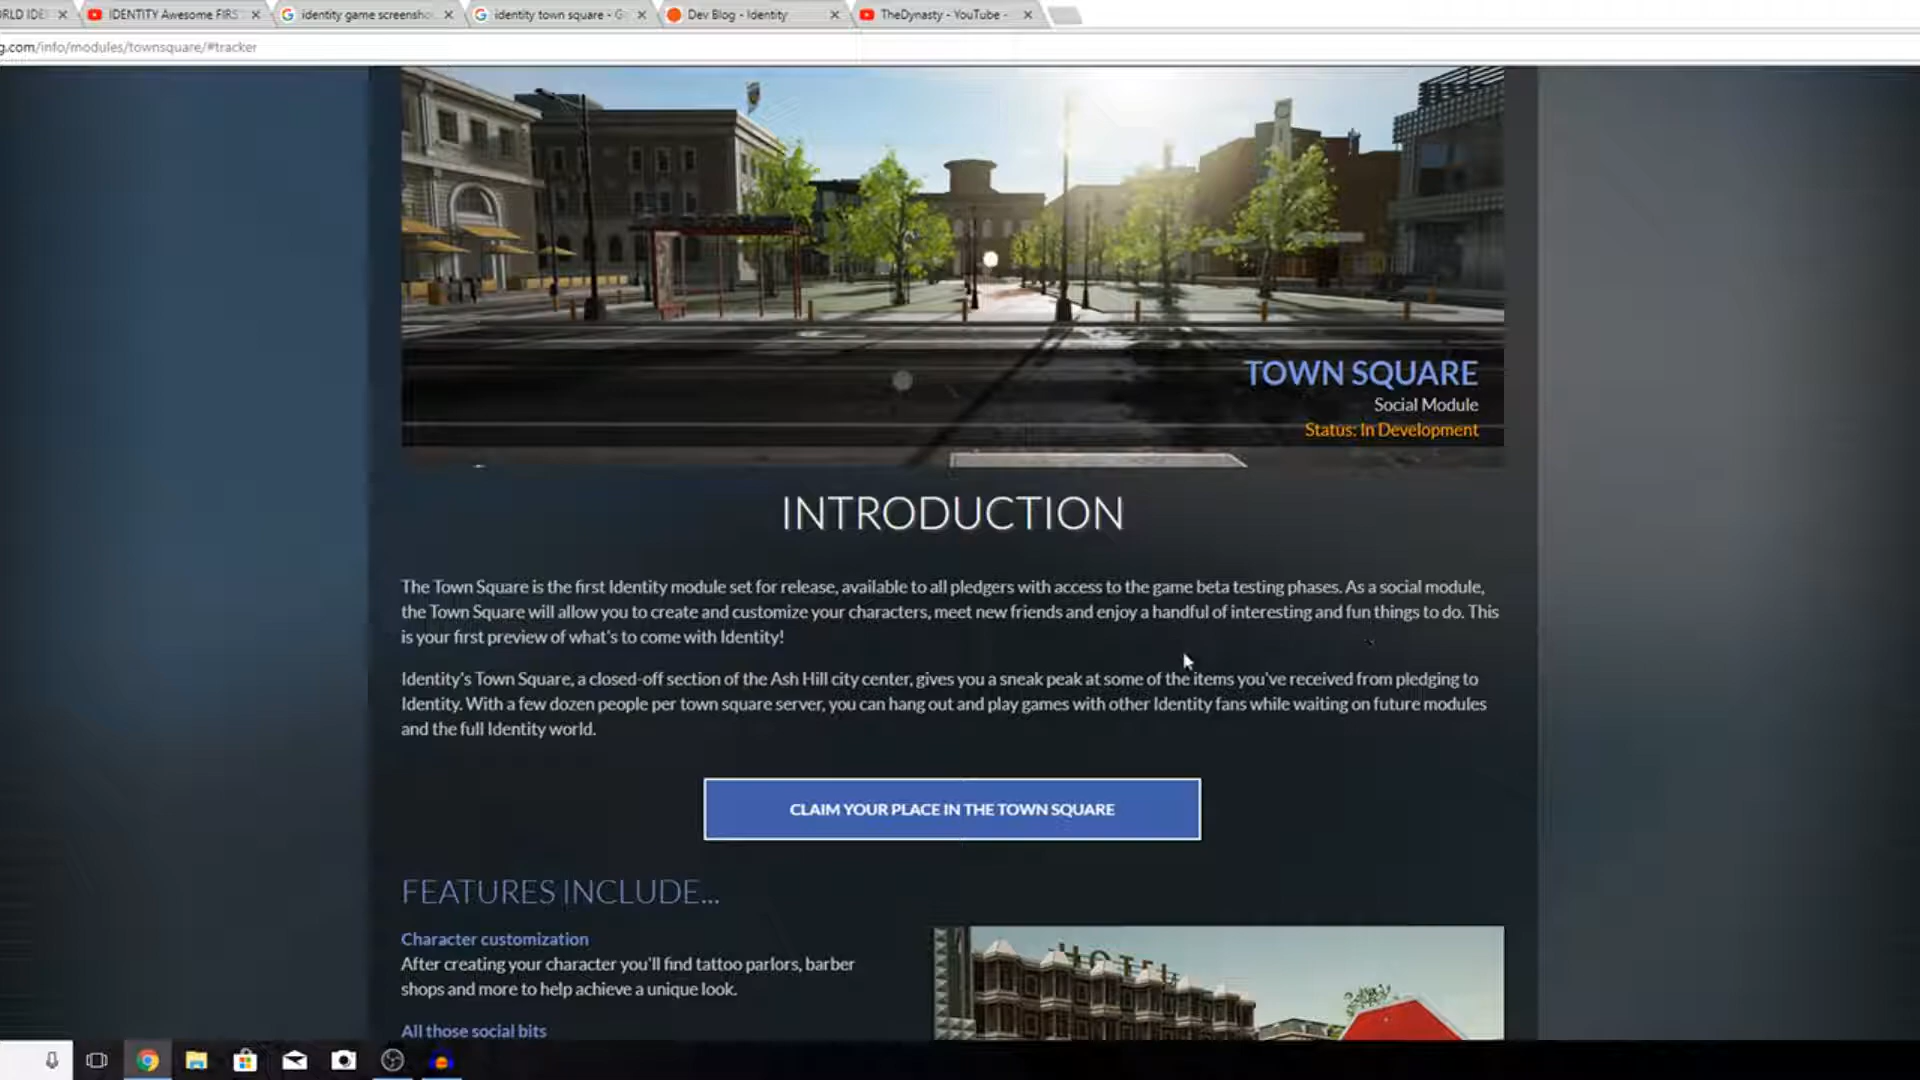 RLD IDE
IDENTITY Awesome FIRS
identity game screensho
identity town square - G
Dev Blog - Identity
TheDynasty - YouTube -
g.com/info/modules/townsquare/#tracker
TOWN SQUARE
Social Module
Status: In Development
INTRODUCTION
The Town Square is the first Identity module set for release, available to all pledgers with access to the game beta testing phases. As a social module,
the Town Square will allow you to create and customize your characters, meet new friends and enjoy a handful of interesting and fun things to do. This
is your first preview of what's to come with Identity!
Identity's Town Square, a closed-off section of the Ash Hill city center, gives you a sneak peak at some of the items you've received from pledging to
Identity. With a few dozen people per town square server, you can hang out and play games with other Identity fans while waiting on future modules
and the full Identity world.
CLAIM YOUR PLACE IN THE TOWN SQUARE
FEATURES INCLUDE...
Character customization
After creating your character you'll find tattoo parlors, barber
shops and more to help achieve a unique look.
HOTEL
All those social bits